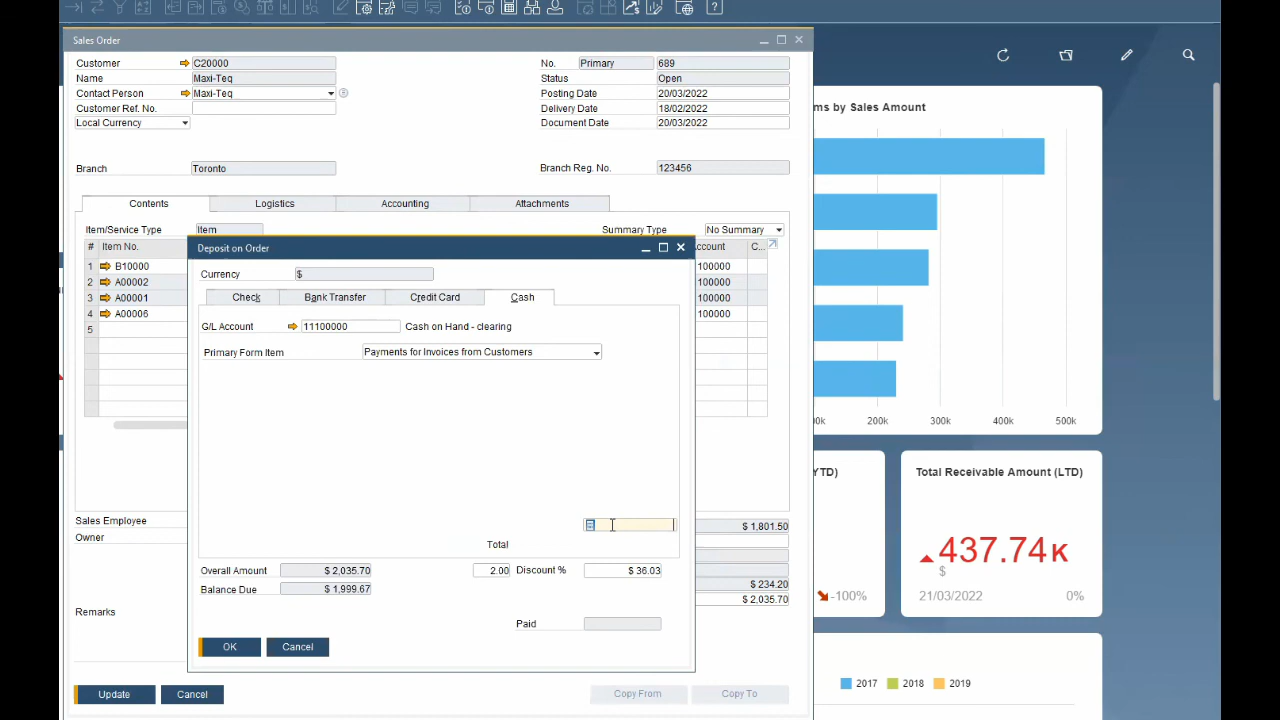 Sales Order
Customer C20000 No. Primary 689
Name Maxi-Teq Status Open
Contact Person Maxi-Teq Posting Date 20/03/2022
Customer Ref. No. Delivery Date 18/02/2022
Local Currency Document Date 20/03/2022
Branch Toronto Branch Reg. No. 123456
Contents Logistics Accounting Attachments
Item/Service Type Item Summary Type No Summary
# Item No. ccount C...
1 B10000 100000
2 A00002 100000
3 A00001 100000
4 A00006 100000
5
Deposit on Order
Currency $
Check Bank Transfer Credit Card Cash
G/L Account 11100000 Cash on Hand - clearing
Primary Form Item Payments for Invoices from Customers
Total
Overall Amount $ 2,035.70 2.00 Discount % $ 36.03
Balance Due $ 1,999.67
Paid
OK Cancel
Sales Employee $ 1,801.50
Owner
$ 234.20
$ 2,035.70
Remarks
Update Cancel Copy From Copy To
ms by Sales Amount
00k 200k 300k 400k 500k
YTD)
-100%
Total Receivable Amount (LTD)
437.74K
$
21/03/2022 0%
2017 2018 2019